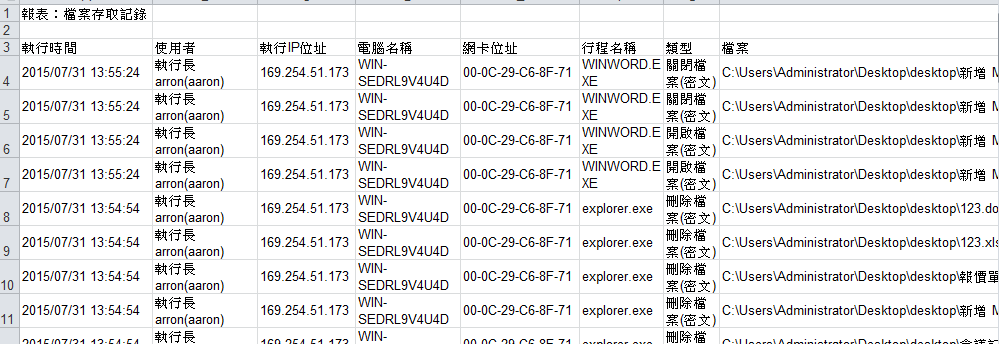 1 報表：檔案存取記錄
2
3 執行時間 使用者 執行IP位址 電腦名稱 網卡位址 行程名稱 類型 檔案
4 2015/07/31 13:55:24 執行長 arron(aaron) 169.254.51.173 WIN-SEDRL9V4U4D 00-0C-29-C6-8F-71 WINWORD.EXE 關閉檔案(密文) C:\Users\Administrator\Desktop\desktop\新增 M
5 2015/07/31 13:55:24 執行長 arron(aaron) 169.254.51.173 WIN-SEDRL9V4U4D 00-0C-29-C6-8F-71 WINWORD.EXE 關閉檔案(密文) C:\Users\Administrator\Desktop\desktop\新增 M
6 2015/07/31 13:55:24 執行長 arron(aaron) 169.254.51.173 WIN-SEDRL9V4U4D 00-0C-29-C6-8F-71 WINWORD.EXE 開啟檔案(密文) C:\Users\Administrator\Desktop\desktop\新增 M
7 2015/07/31 13:55:24 執行長 arron(aaron) 169.254.51.173 WIN-SEDRL9V4U4D 00-0C-29-C6-8F-71 WINWORD.EXE 開啟檔案(密文) C:\Users\Administrator\Desktop\desktop\新增 M
8 2015/07/31 13:54:54 執行長 arron(aaron) 169.254.51.173 WIN-SEDRL9V4U4D 00-0C-29-C6-8F-71 explorer.exe 刪除檔案(密文) C:\Users\Administrator\Desktop\desktop\123.do
9 2015/07/31 13:54:54 執行長 arron(aaron) 169.254.51.173 WIN-SEDRL9V4U4D 00-0C-29-C6-8F-71 explorer.exe 刪除檔案(密文) C:\Users\Administrator\Desktop\desktop\123.xls
10 2015/07/31 13:54:54 執行長 arron(aaron) 169.254.51.173 WIN-SEDRL9V4U4D 00-0C-29-C6-8F-71 explorer.exe 刪除檔案(密文) C:\Users\Administrator\Desktop\desktop\報價單
11 2015/07/31 13:54:54 執行長 arron(aaron) 169.254.51.173 WIN-SEDRL9V4U4D 00-0C-29-C6-8F-71 explorer.exe 刪除檔案(密文) C:\Users\Administrator\Desktop\desktop\新增 M
2015/07/31 13:54:54 執行長 169.254.51.173 WIN- 00-0C-29-C6-8F-71 explorer.exe 刪除檔 C:\Users\Administrator\Desktop\desktop\